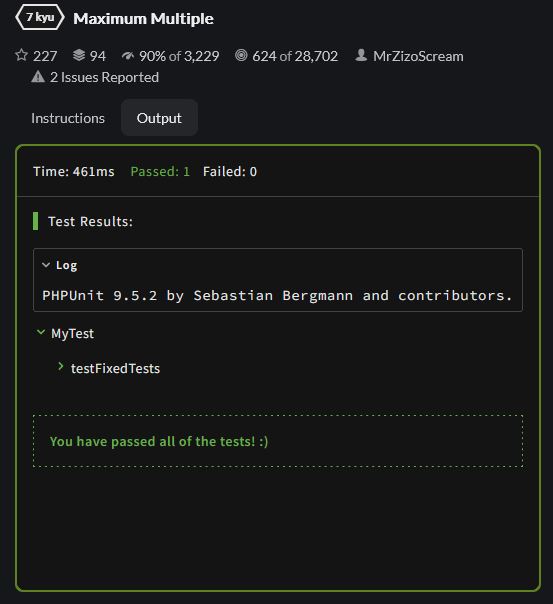 7 kyu Maximum Multiple
227 94 90% of 3,229 624 of 28,702 MrZizoScream
2 Issues Reported
Instructions Output
Time: 461ms Passed: 1 Failed: 0
Test Results:
Log
PHPUnit 9.5.2 by Sebastian Bergmann and contributors.
MyTest
testFixedTests
You have passed all of the tests! :)